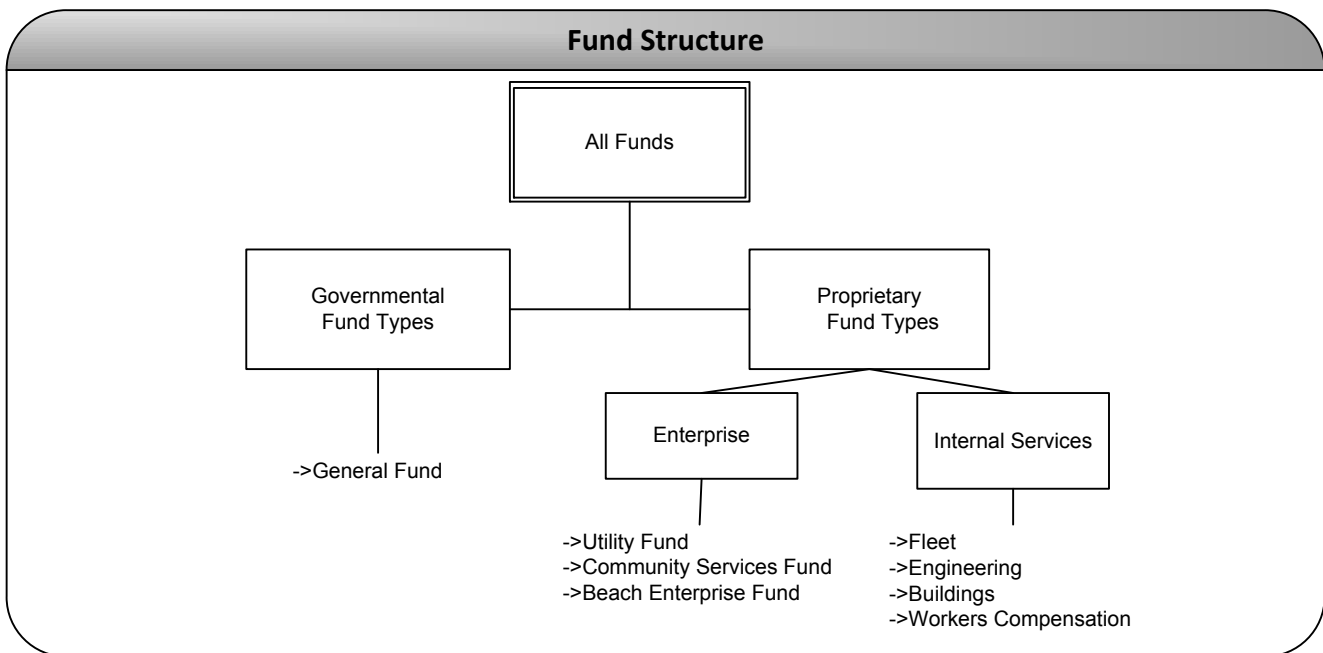 Fund Structure
All Funds
Governmental
Fund Types
Proprietary
Fund Types
->General Fund
Enterprise
Internal Services
->Utility Fund
->Community Services Fund
->Beach Enterprise Fund
->Fleet
->Engineering
->Buildings
->Workers Compensation